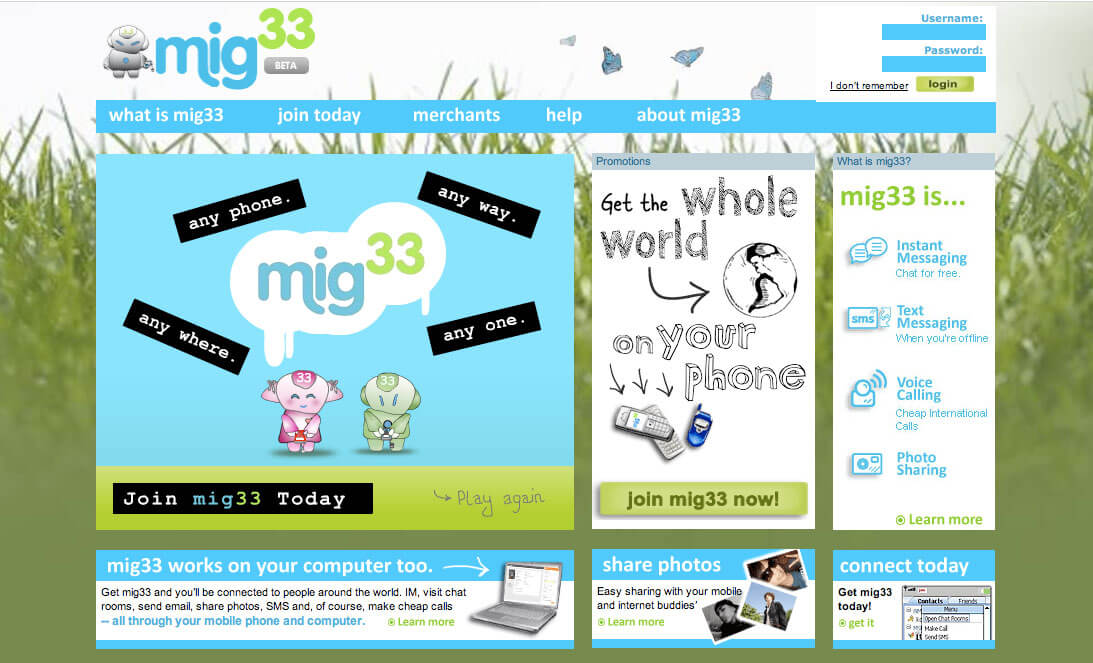 mig33
BETA
Username:
Password:
I don't remember
login
what is mig33
join today
merchants
help
about mig33
any phone.
any way.
mig33
any where.
any one.
33
33
Join mig33 Today
Play again
Promotions
Get the whole
world
on your
phone
join mig33 now!
What is mig33?
mig33 is...
Instant
Messaging
Chat for free.
sms
Text
Messaging
When you're offline
Voice
Calling
Cheap International
Calls
Photo
Sharing
Learn more
mig33 works on your computer too.
Get mig33 and you'll be connected to people around the world. IM, visit chat
rooms, send email, share photos, SMS and, of course, make cheap calls
-- all through your mobile phone and computer.
Learn more
share photos
Easy sharing with your mobile
and internet buddies'
Learn more
connect today
Get mig33
today!
get it
Contacts
Friends
Menu
Open Chat Rooms
Make Call
Send SMS